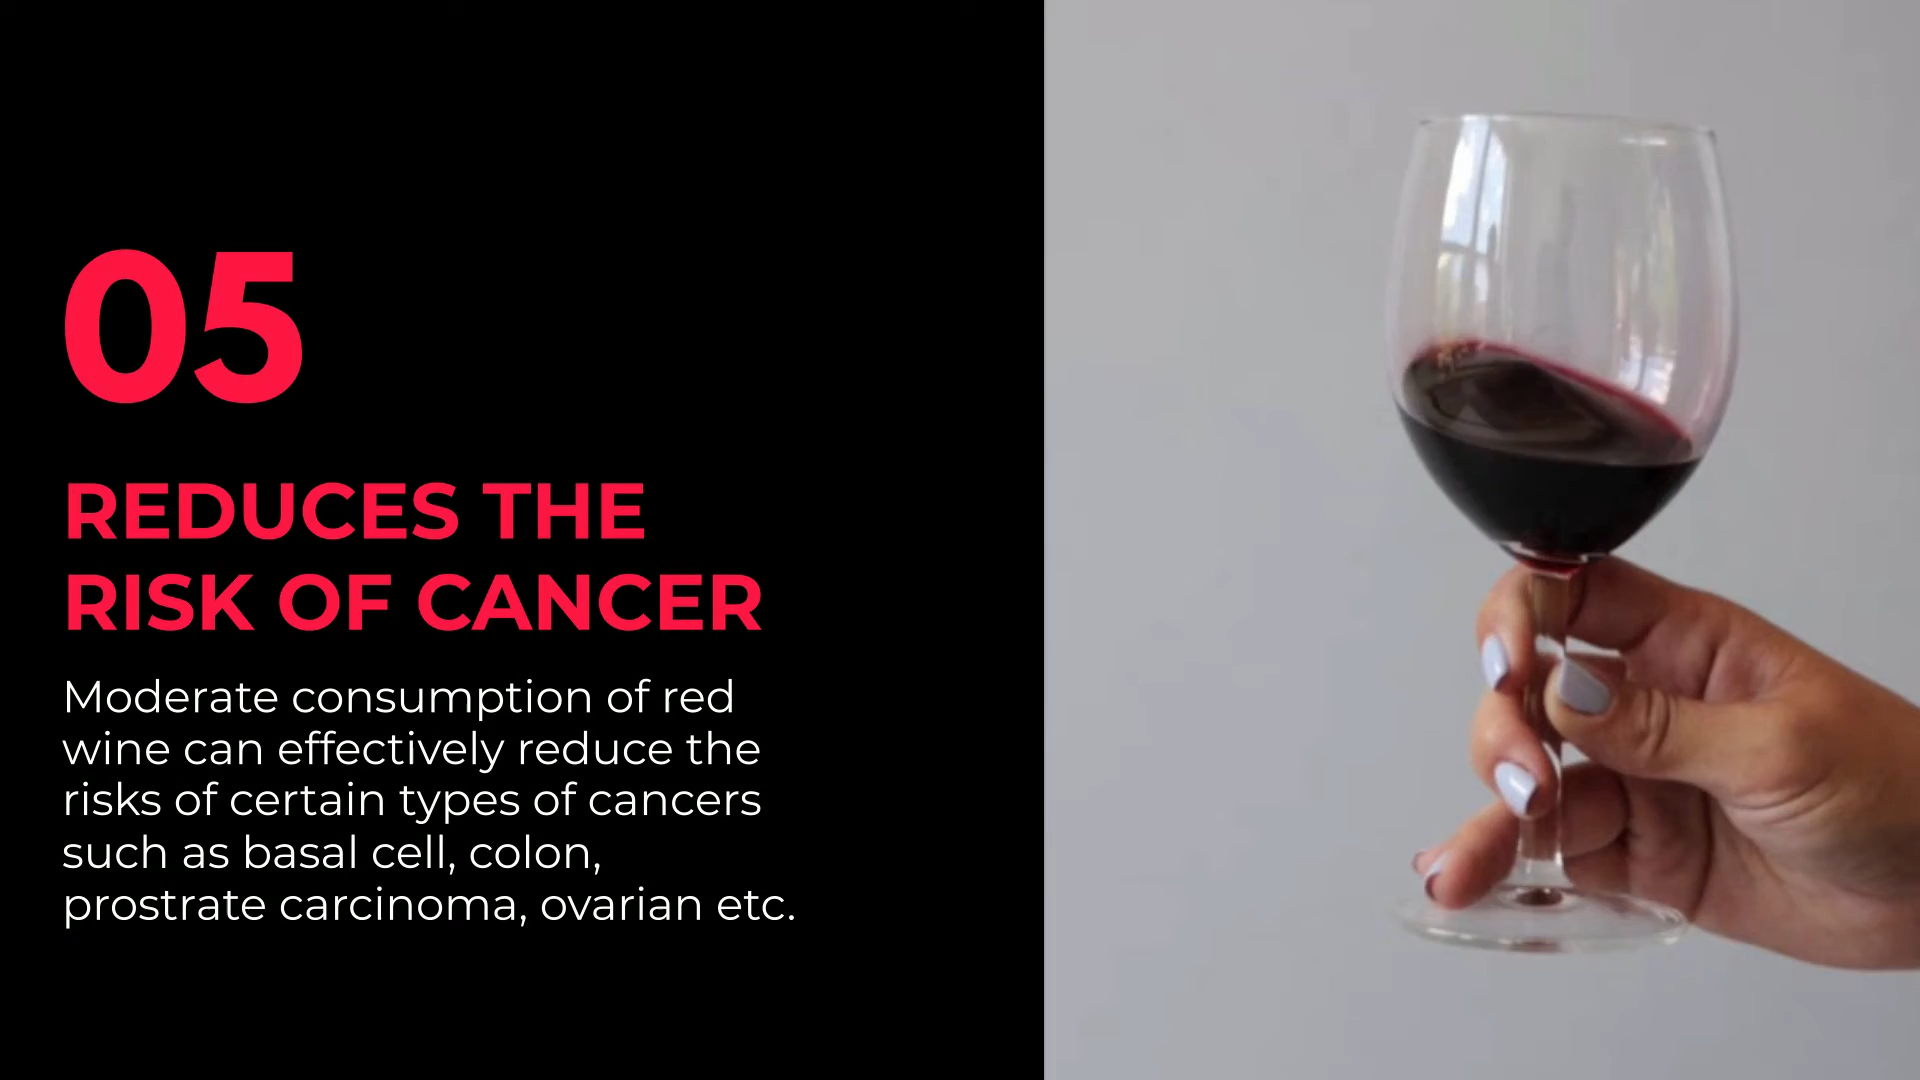 05
REDUCES THE
RISK OF CANCER
Moderate consumption of red
wine can effectively reduce the
risks of certain types of cancers
such as basal cell, colon,
prostrate carcinoma, ovarian etc.